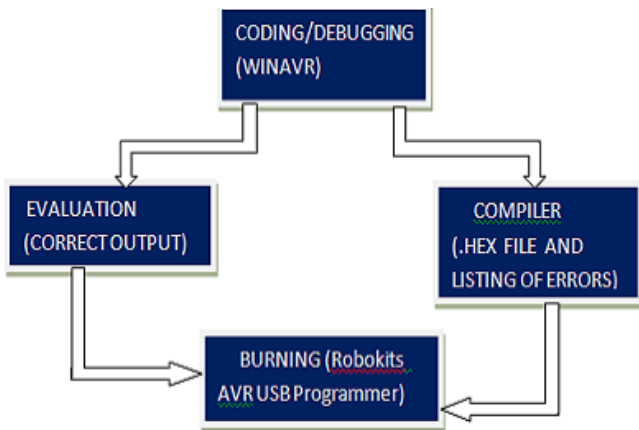 CODING/DEBUGGING
(WINAVR)
EVALUATION
(CORRECT OUTPUT)
COMPILER
(.HEX FILE AND
LISTING OF ERRORS)
BURNING (Robokits
AVR USB Programmer)